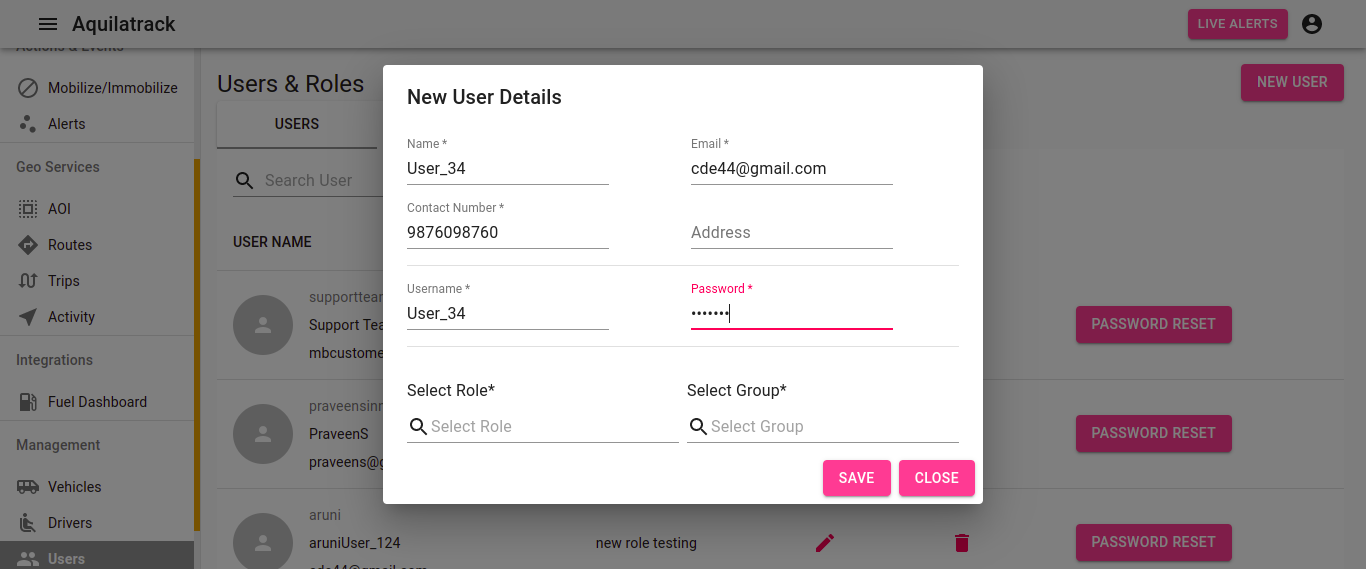 Aquilatrack
LIVE ALERTS
Actions & Events
Mobilize/Immobilize
Alerts
Geo Services
AOI
Routes
Trips
Activity
Integrations
Fuel Dashboard
Management
Vehicles
Drivers
Users
Users & Roles
NEW USER
USERS
Search User
USER NAME
Support Tea
mbcustome
PASSWORD RESET
praveensinr
PraveenS
praveens@g
PASSWORD RESET
aruni
aruniUser_124
new role testing
PASSWORD RESET
cde44@gmail.com
New User Details
Name *
User_34
Email *
cde44@gmail.com
Contact Number *
9876098760
Address
Username *
User_34
Password *
•••••••
Select Role*
Select Group*
Select Role
Select Group
SAVE
CLOSE